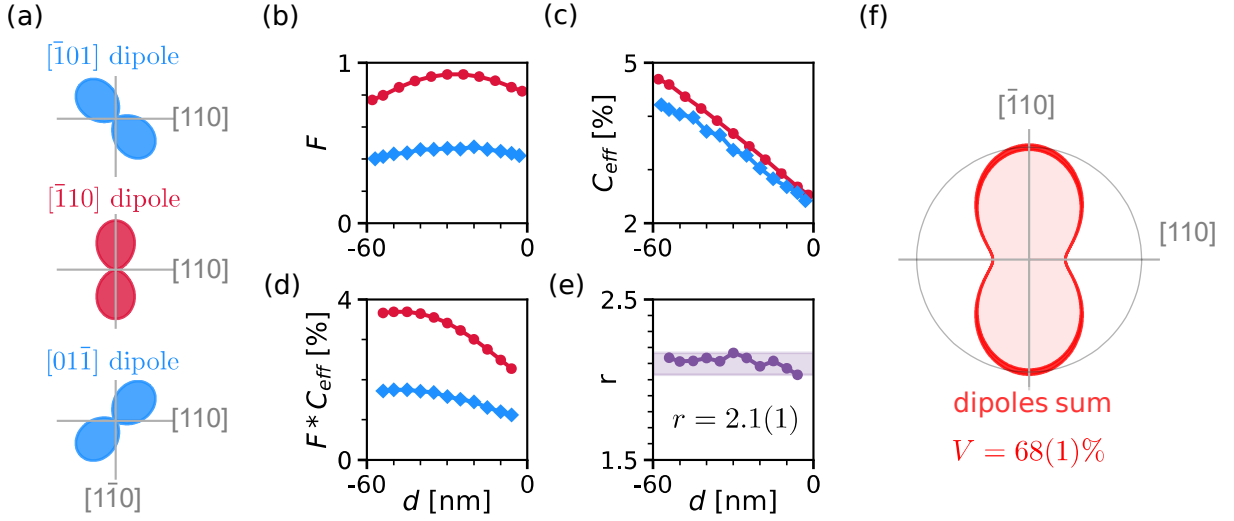 (a)
[1̄01] dipole
[110]
[1̄10] dipole
[110]
[011̄] dipole
[110]
[11̄0]
(b)
F
1
0
-60
0
(c)
C_eff [%]
5
2
-60
0
(d)
F * C_eff [%]
4
0
-60
0
d [nm]
(e)
r
2.5
1.5
r = 2.1(1)
-60
0
d [nm]
(f)
[1̄10]
[110]
dipoles sum
V = 68(1)%